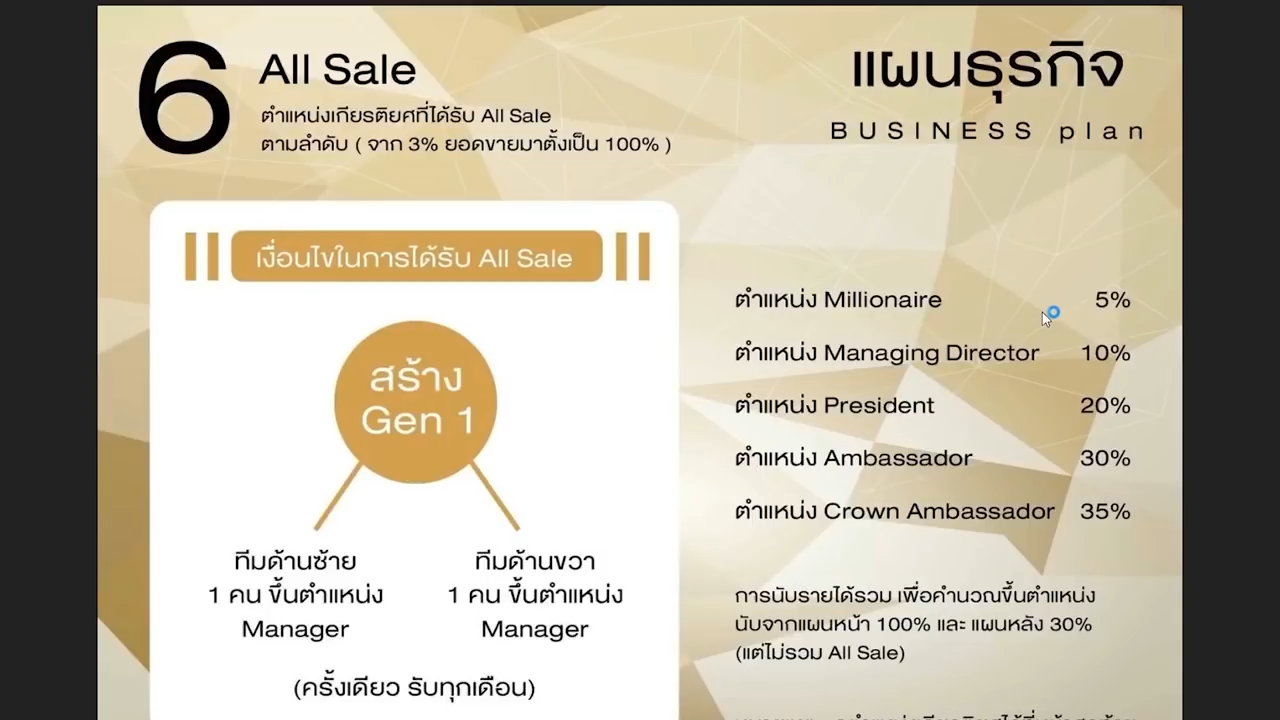 6
All Sale
ตำแหน่งเกียรติยศที่ได้รับ All Sale
ตามลำดับ ( จาก 3% ยอดขายมาตั้งเป็น 100% )
แผนธุรกิจ
BUSINESS plan
เงื่อนไขในการได้รับ All Sale
สร้าง
Gen 1
ทีมด้านซ้าย
1 คน ขึ้นตำแหน่ง
Manager
ทีมด้านขวา
1 คน ขึ้นตำแหน่ง
Manager
(ครั้งเดียว รับทุกเดือน)
ตำแหน่ง Millionaire 5%
ตำแหน่ง Managing Director 10%
ตำแหน่ง President 20%
ตำแหน่ง Ambassador 30%
ตำแหน่ง Crown Ambassador 35%
การนับรายได้รวม เพื่อคำนวณขึ้นตำแหน่ง
นับจากแผนหน้า 100% และ แผนหลัง 30%
(แต่ไม่รวม All Sale)